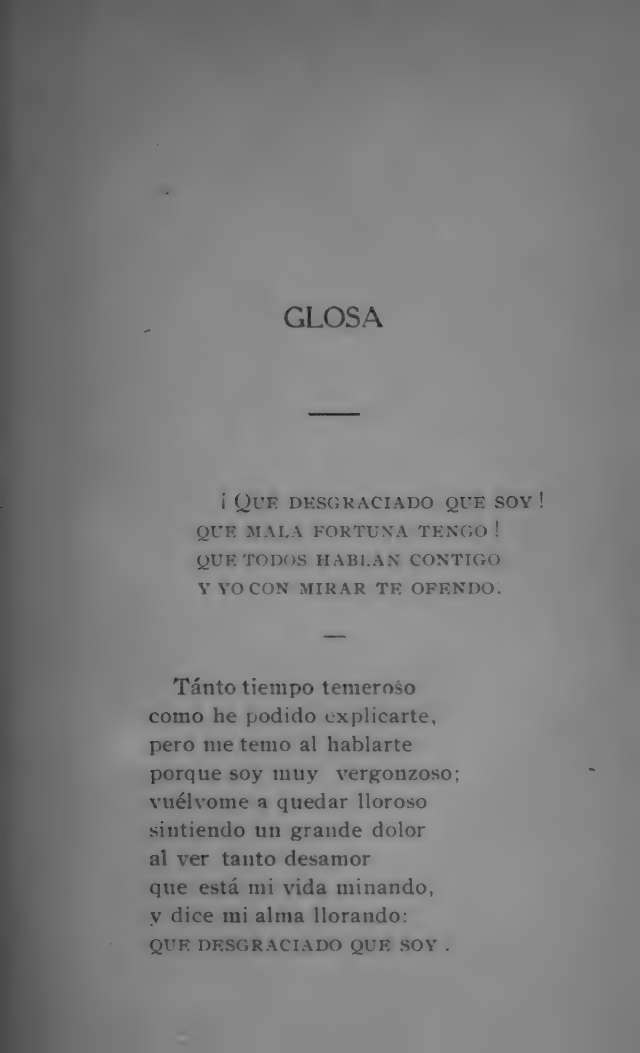 GLOSA
¡ QUE DESGRACIADO QUE SOY !
QUE MALA FORTUNA TENGO !
QUE TODOS HABLAN CONTIGO
Y YO CON MIRAR TE OFENDO.
Tánto tiempo temeroso
como he podido explicarte,
pero me temo al hablarte
porque soy muy vergonzoso;
vuélvome a quedar lloroso
sintiendo un grande dolor
al ver tanto desamor
que está mi vida minando,
y dice mi alma llorando:
QUE DESGRACIADO QUE SOY .